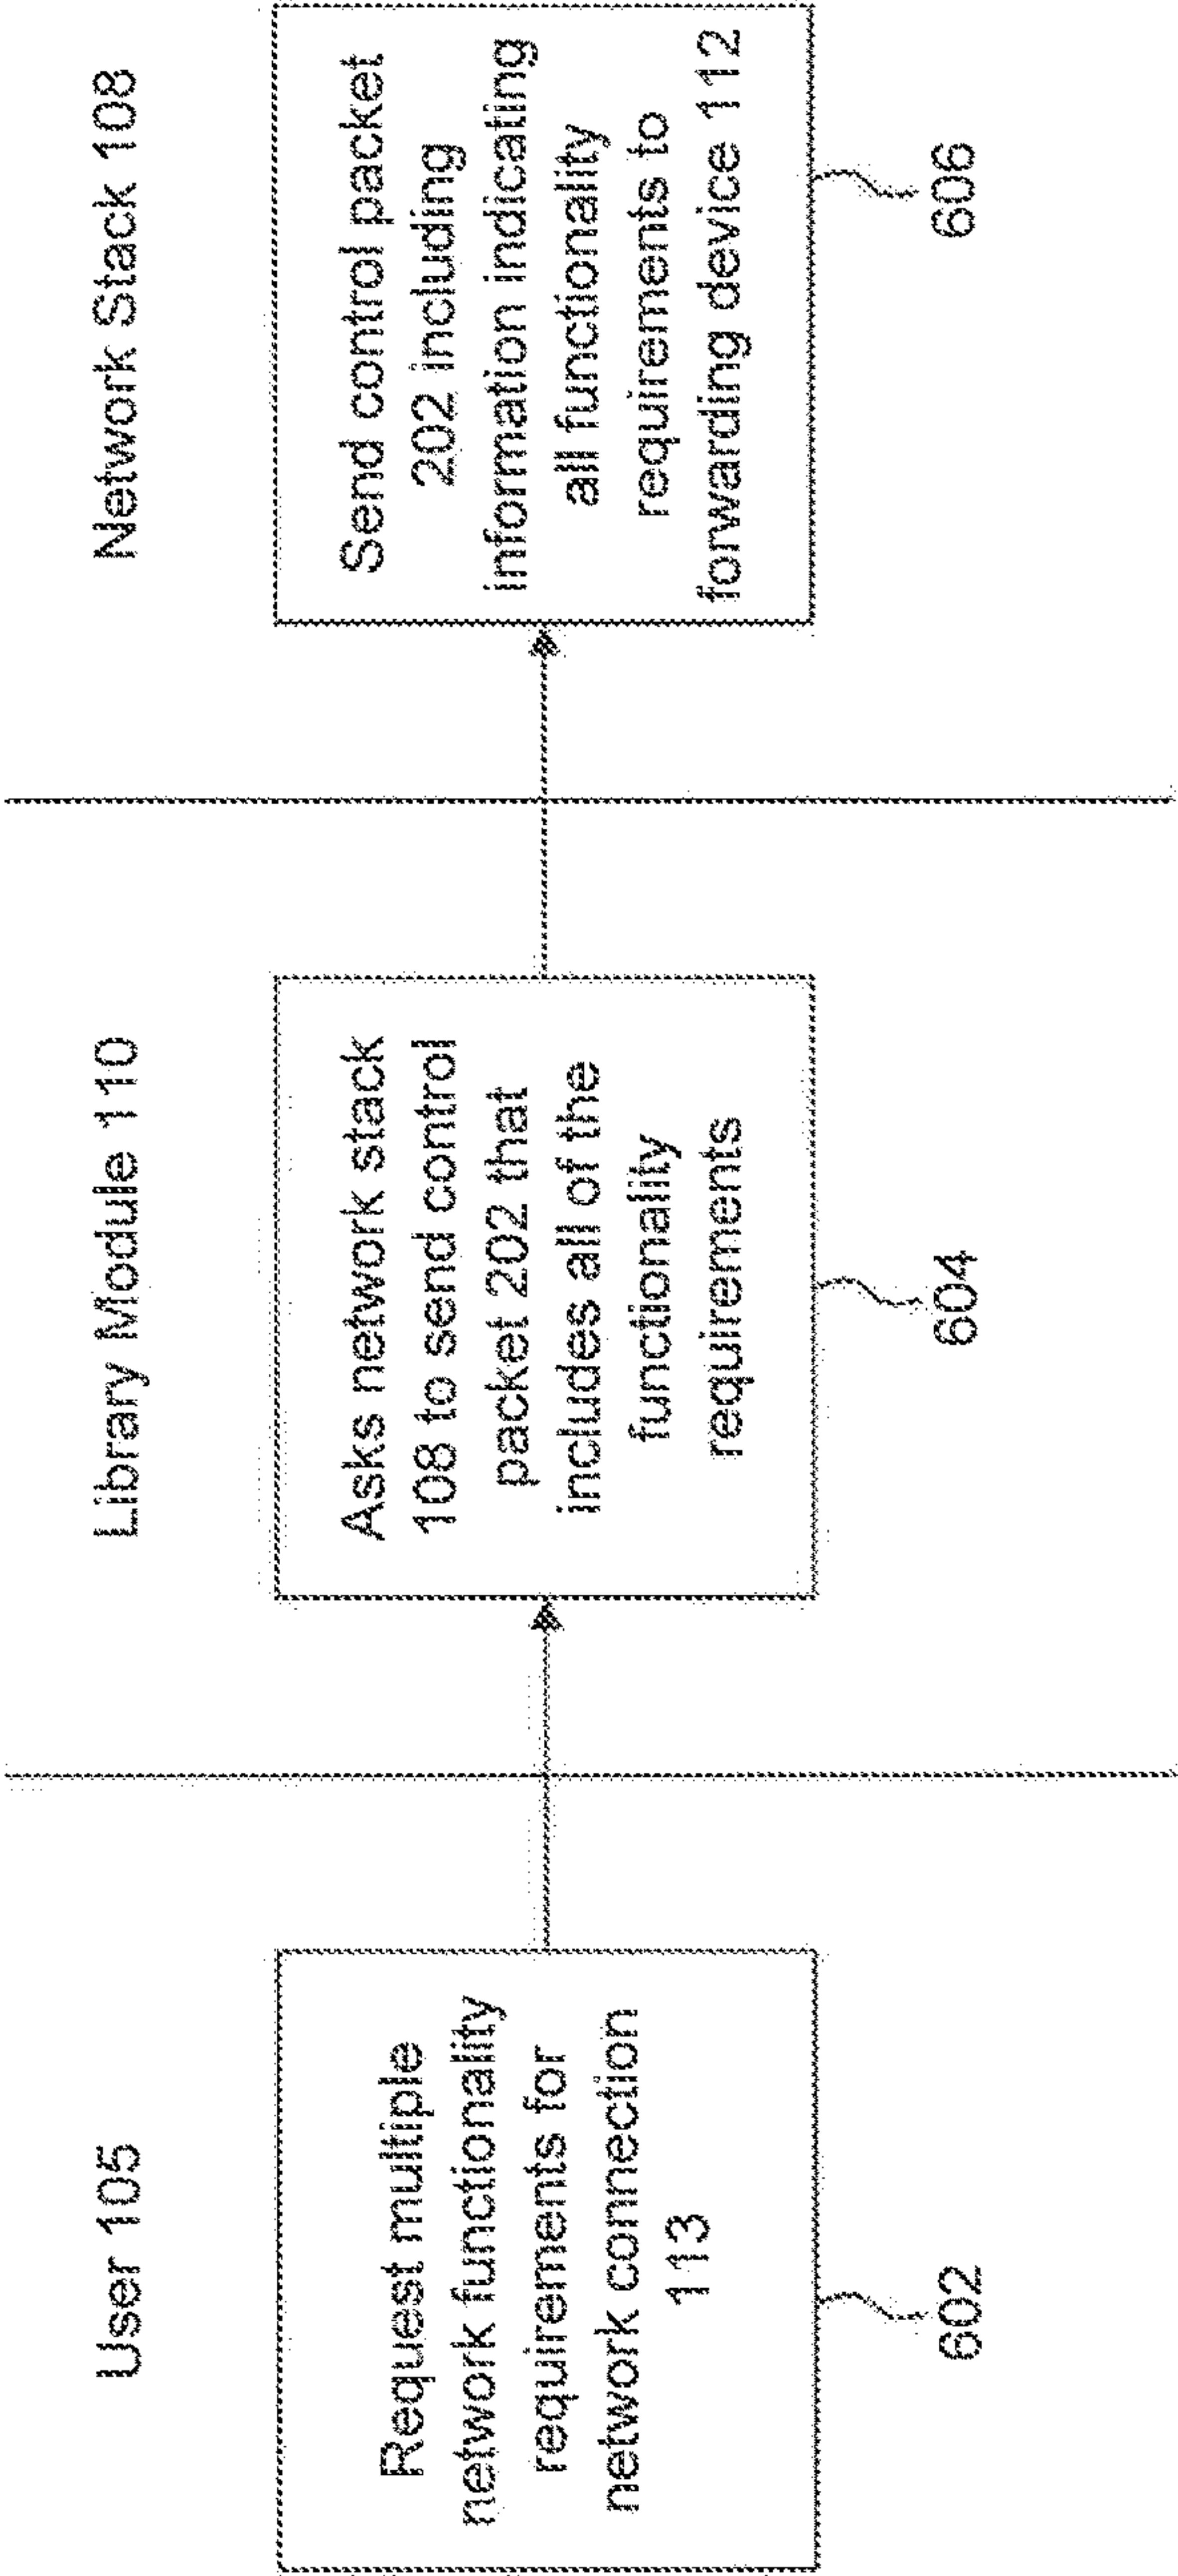 User 105
Request multiple
network functionality
requirements for
network connection
113
602
Library Module 110
Asks network stack
108 to send control
packet 202 that
includes all of the
functionality
requirements
604
Network Stack 108
Send control packet
202 including
information indicating
all functionality
requirements to
forwarding device 112
606